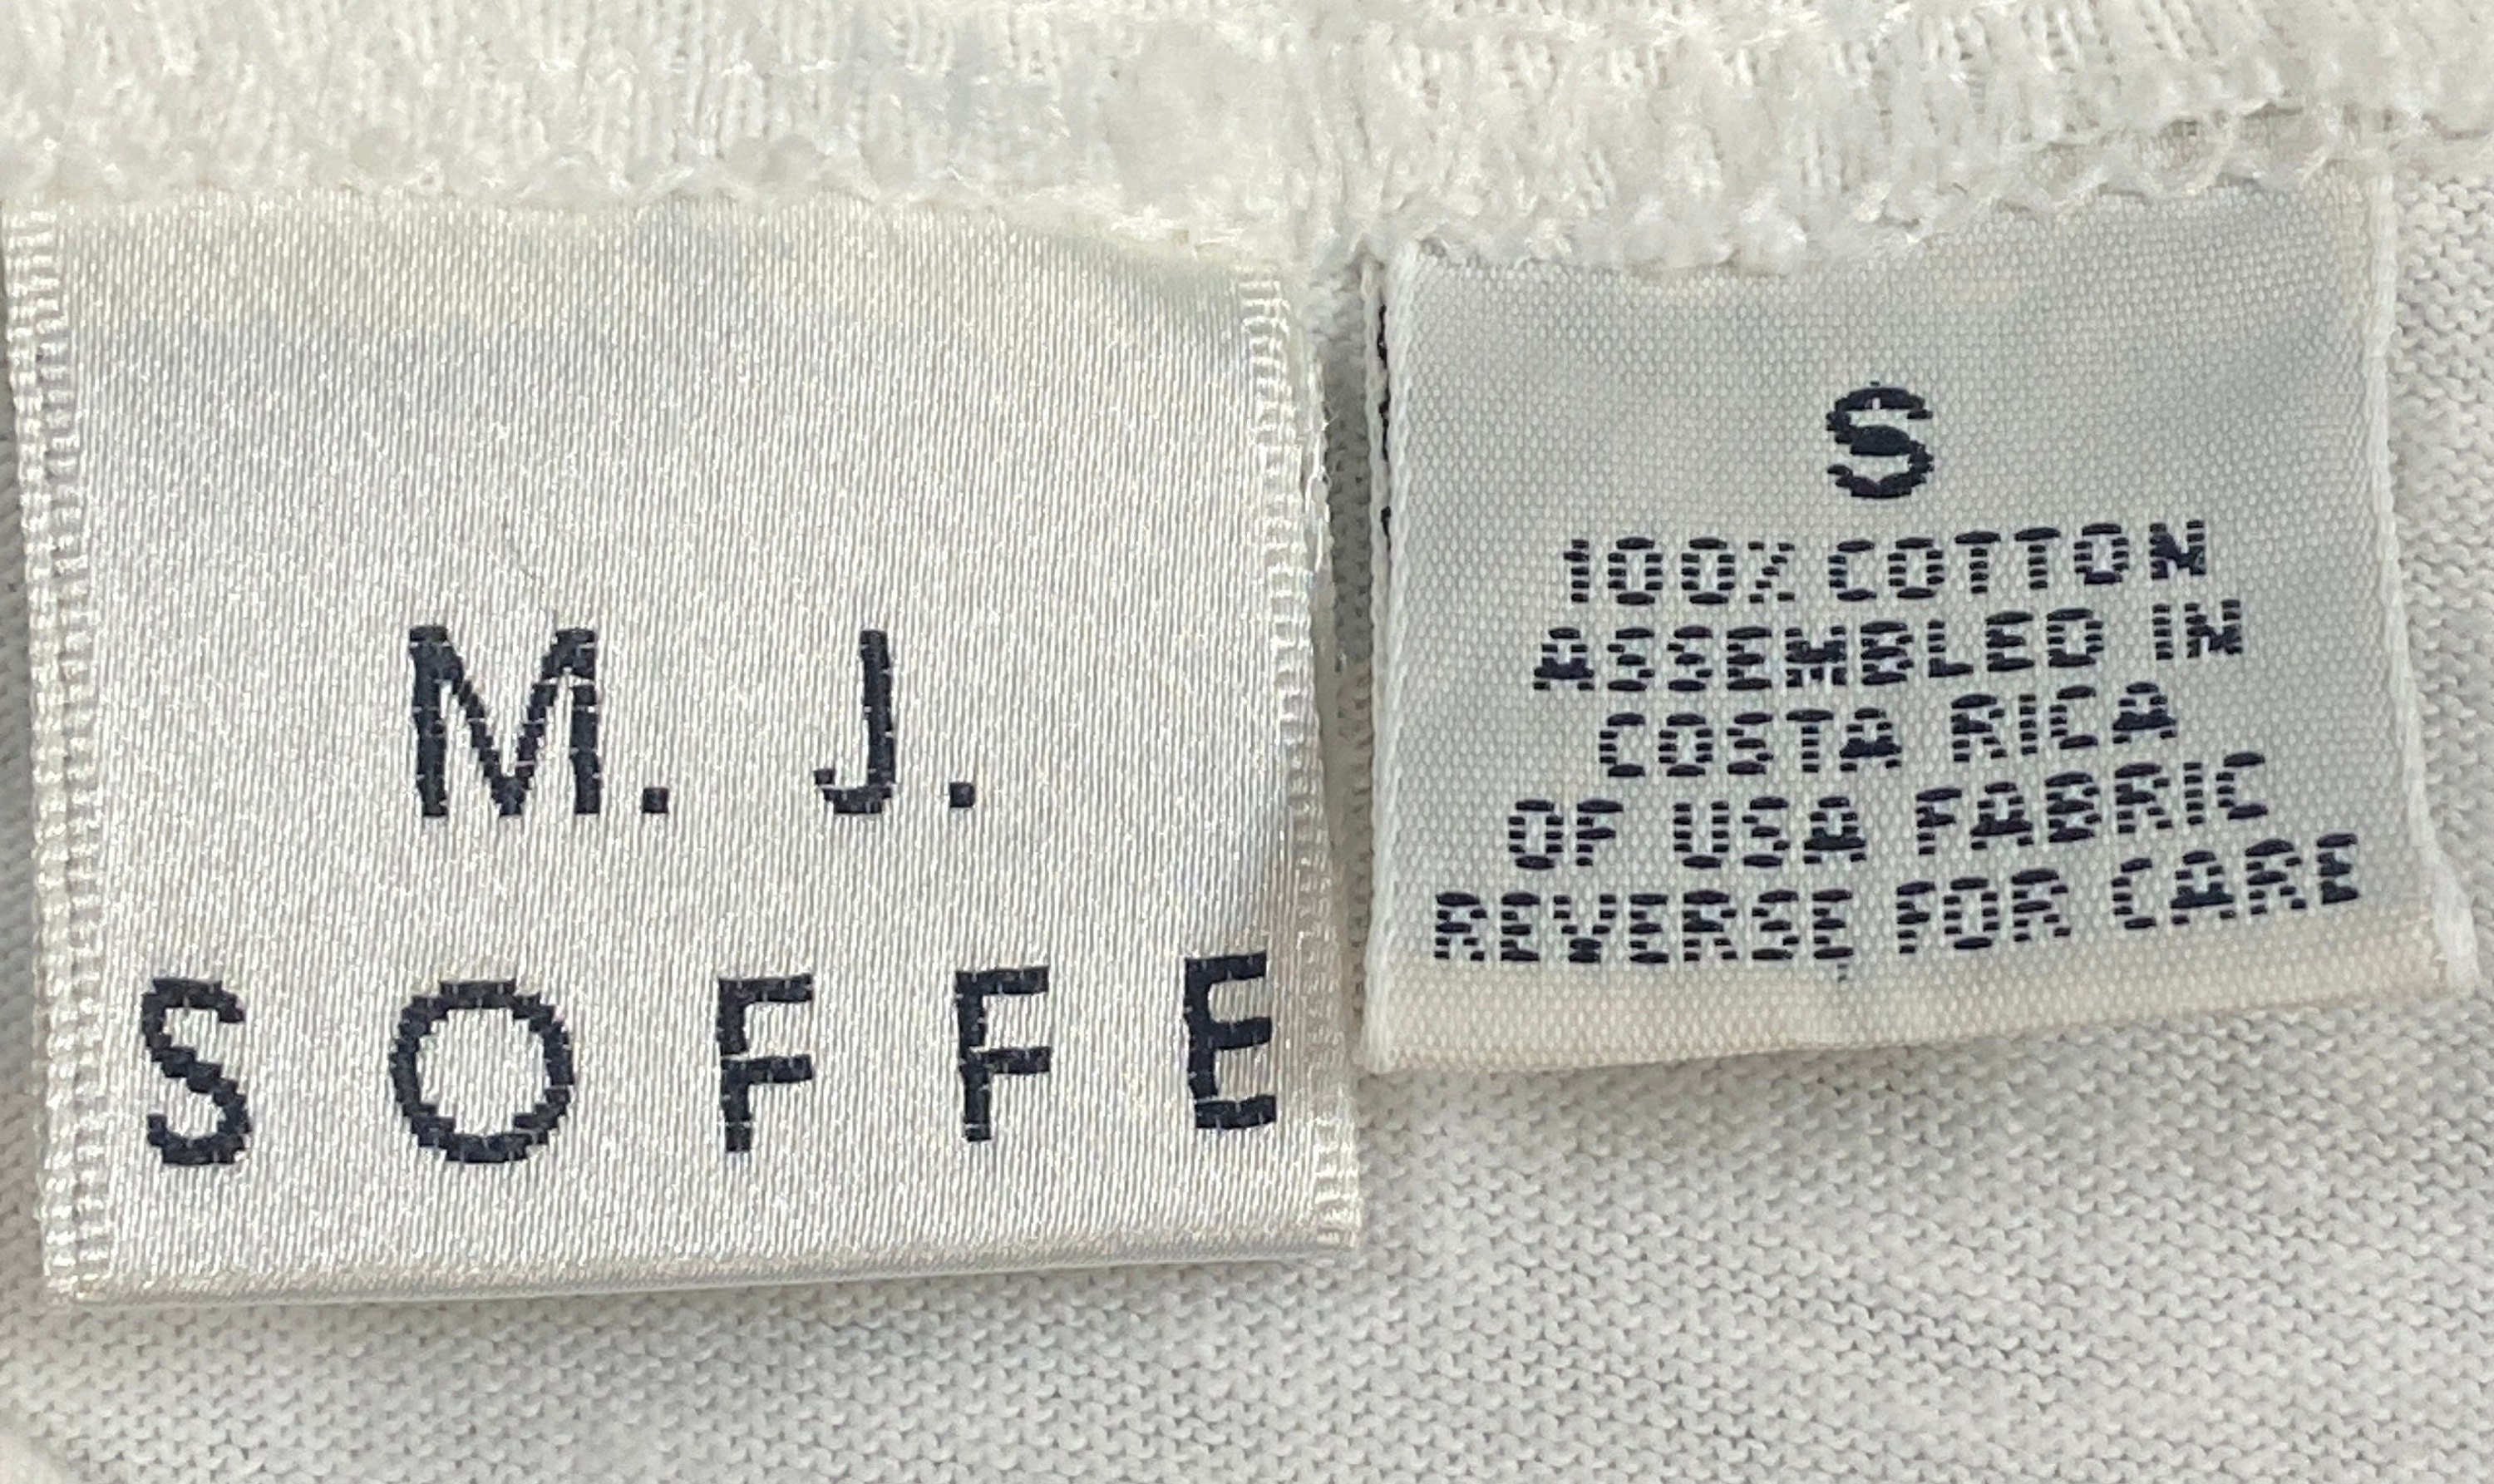 M. J.
SOFFE
S
100% COTTON
ASSEMBLED IN
COSTA RICA
OF USA FABRIC
REVERSE FOR CARE